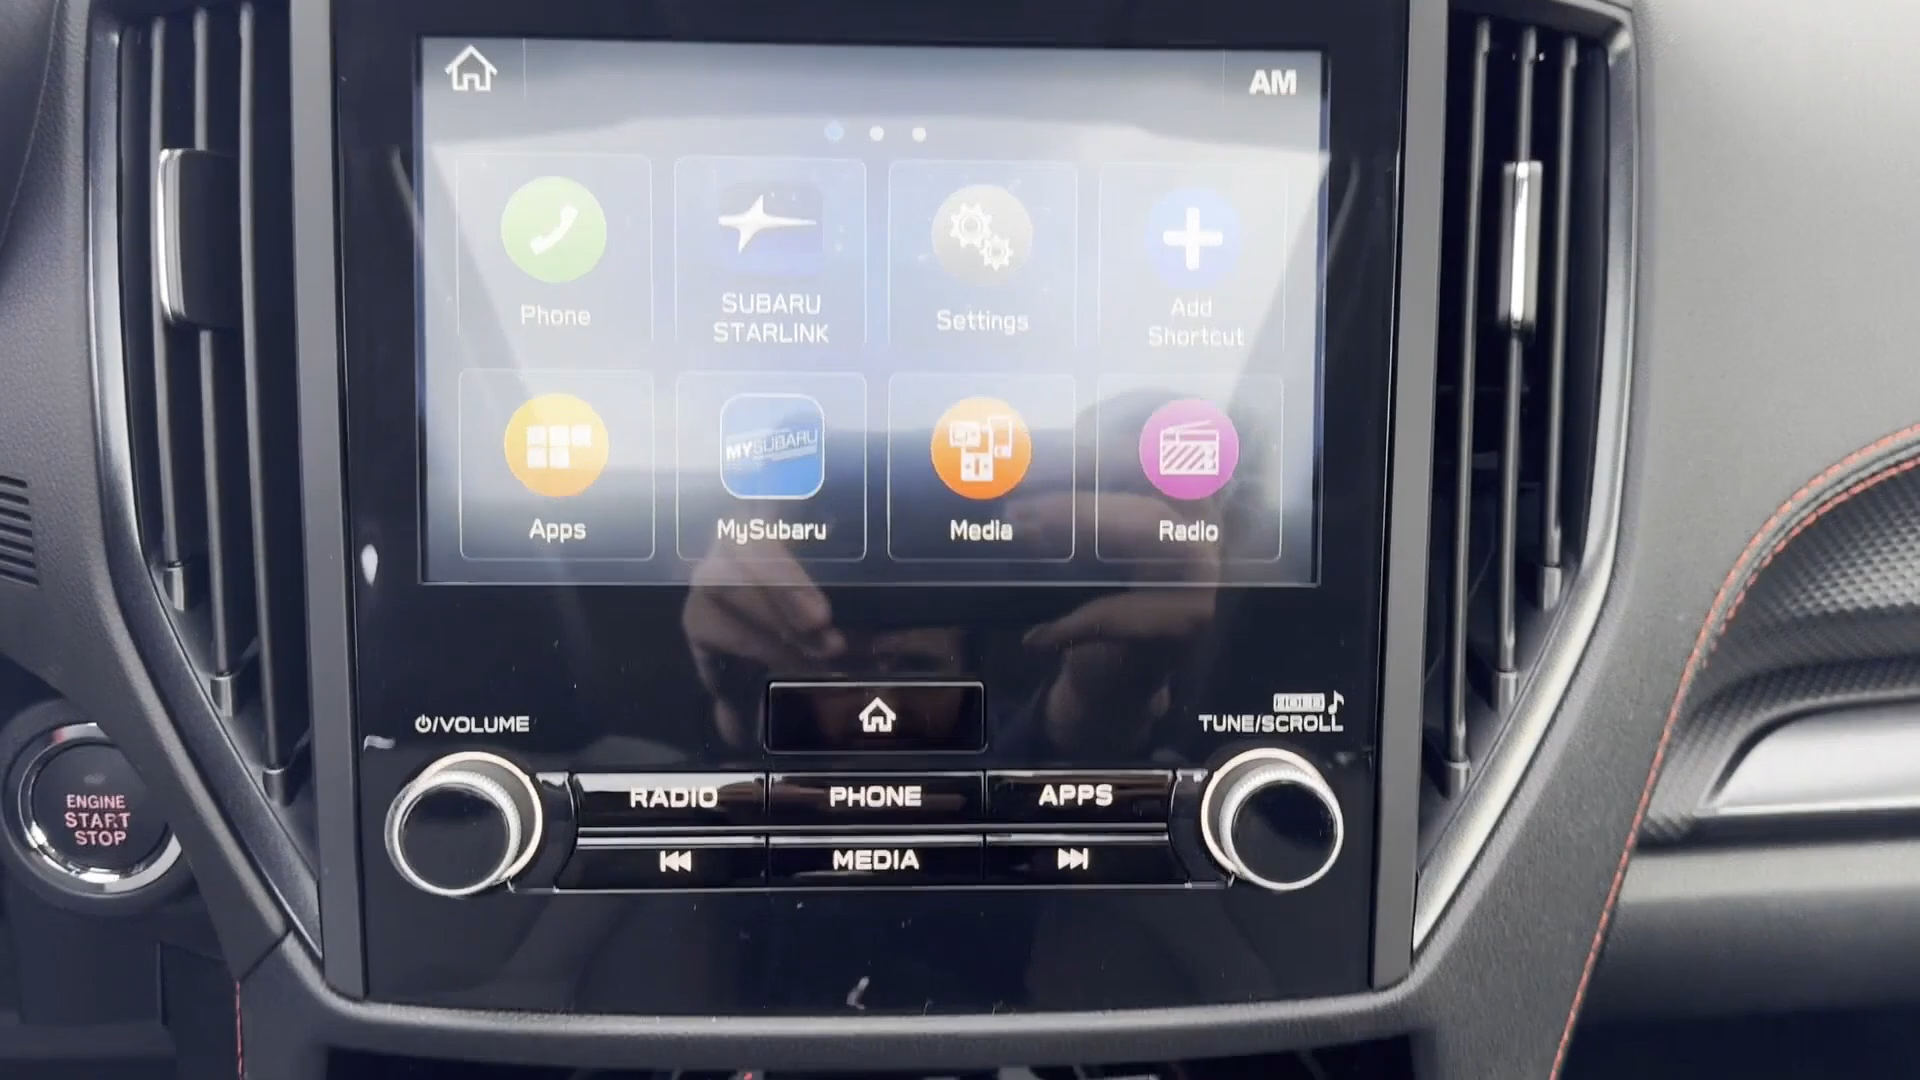 AM
Phone
SUBARU
STARLINK
Settings
Add
Shortcut
MYSUBARU
Apps
MySubaru
Media
Radio
/VOLUME
TUNE/SCROLL
RADIO
PHONE
APPS
MEDIA
ENGINE
START
STOP